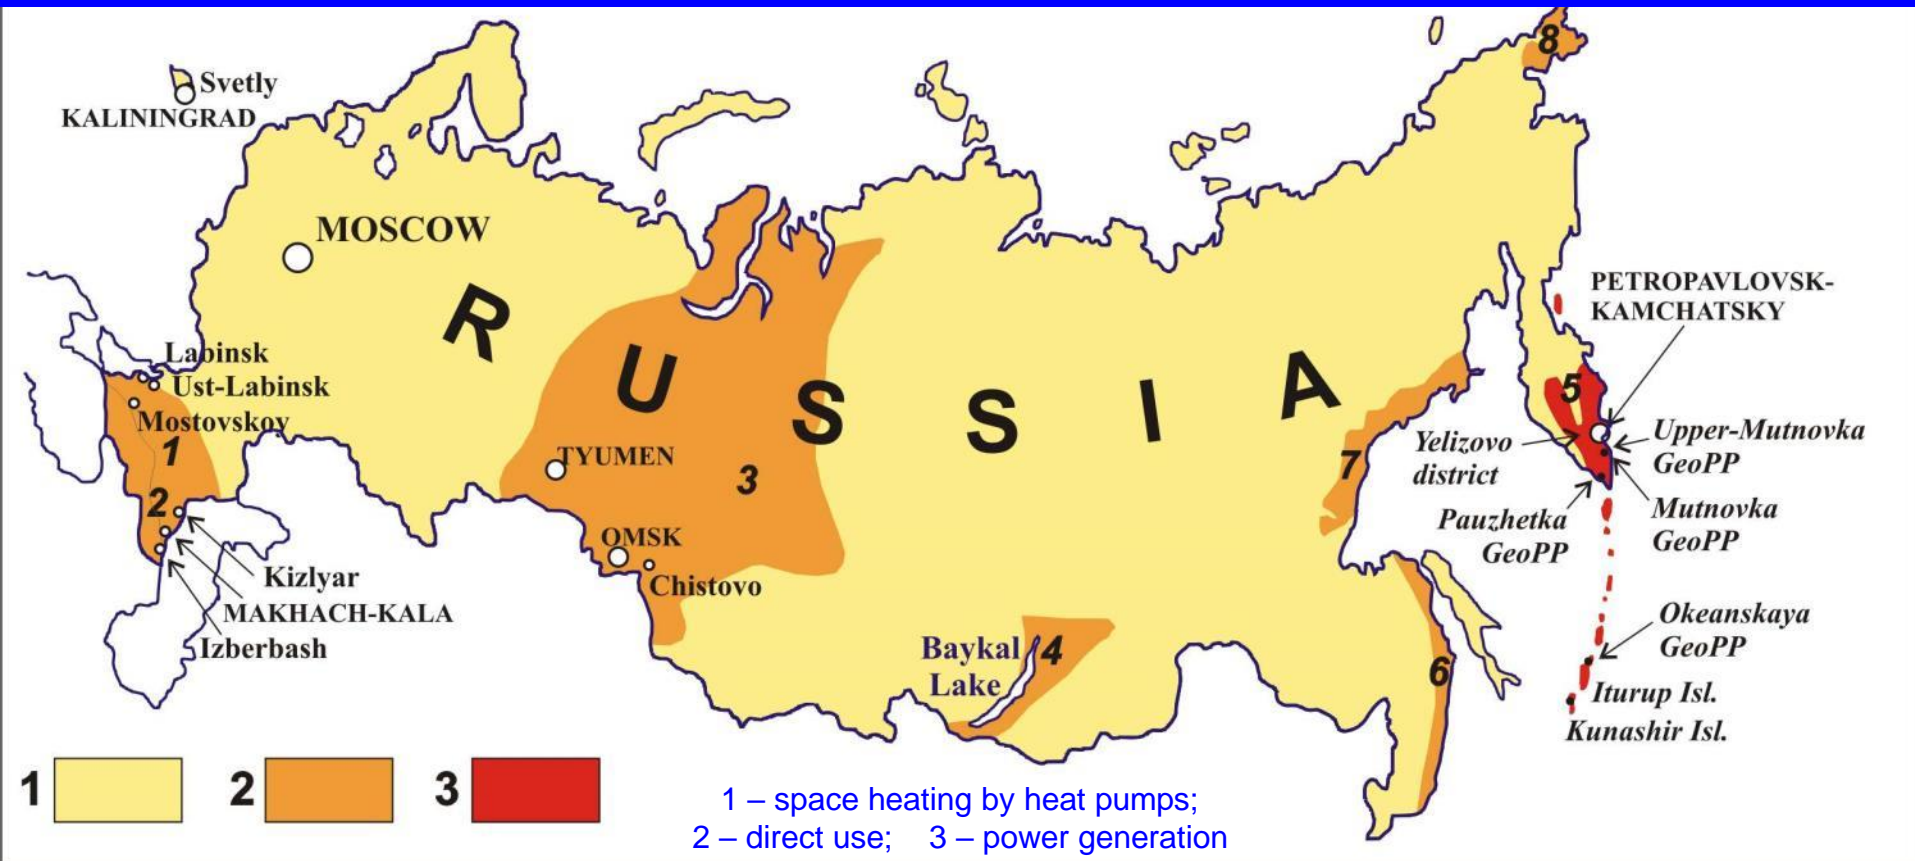 8
Svetly
KALININGRAD
MOSCOW
RUSSIA
PETROPAVLOVSK-
KAMCHATSKY
Labinsk
Ust-Labinsk
Mostovskoy
1
2
TYUMEN
3
OMSK
Chistovo
Kizlyar
MAKHACH-KALA
Izberbash
Baykal
Lake
4
5
6
7
Yelizovo
district
Upper-Mutnovka
GeoPP
Pauzhetka
GeoPP
Mutnovka
GeoPP
Okeanskaya
GeoPP
Iturup Isl.
Kunashir Isl.
1
2
3
1 – space heating by heat pumps;
2 – direct use; 3 – power generation